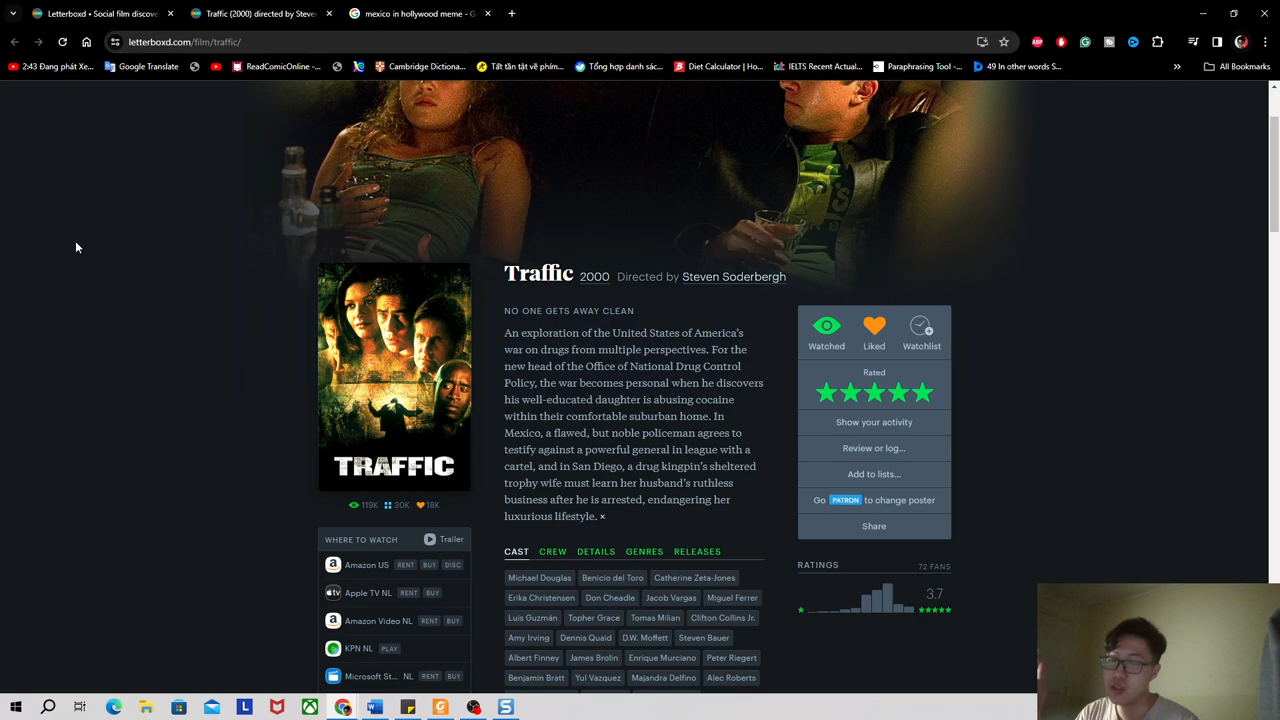 Letterboxd • Social film discove
Traffic (2000) directed by Steve
mexico in hollywood meme - G
letterboxd.com/film/traffic/
2:43 Đang phát Xe...
Google Translate
ReadComicOnline -...
Cambridge Dictiona...
Tất tần tật về phim...
Tổng hợp danh sác...
Diet Calculator | Ho...
IELTS Recent Actual...
Paraphrasing Tool -...
49 In other words S...
»
All Bookmarks
Traffic 2000 Directed by Steven Soderbergh
NO ONE GETS AWAY CLEAN
An exploration of the United States of America's
war on drugs from multiple perspectives. For the
new head of the Office of National Drug Control
Policy, the war becomes personal when he discovers
his well-educated daughter is abusing cocaine
within their comfortable suburban home. In
Mexico, a flawed, but noble policeman agrees to
testify against a powerful general in league with a
cartel, and in San Diego, a drug kingpin's sheltered
trophy wife must learn her husband's ruthless
business after he is arrested, endangering her
luxurious lifestyle. ×
TRAFFIC
119K 30K 18K
WHERE TO WATCH Trailer
Amazon US RENT BUY DISC
Apple TV NL RENT BUY
Amazon Video NL RENT BUY
KPN NL PLAY
Microsoft St... NL RENT BUY
CAST CREW DETAILS GENRES RELEASES
Michael Douglas Benicio del Toro Catherine Zeta-Jones
Erika Christensen Don Cheadle Jacob Vargas Miguel Ferrer
Luis Guzmán Topher Grace Tomas Milian Clifton Collins Jr.
Amy Irving Dennis Quaid D.W. Moffett Steven Bauer
Albert Finney James Brolin Enrique Murciano Peter Riegert
Benjamin Bratt Yul Vazquez Majandra Delfino Alec Roberts
Watched Liked Watchlist
Rated
Show your activity
Review or log...
Add to lists...
Go PATRON to change poster
Share
RATINGS 72 FANS
3.7